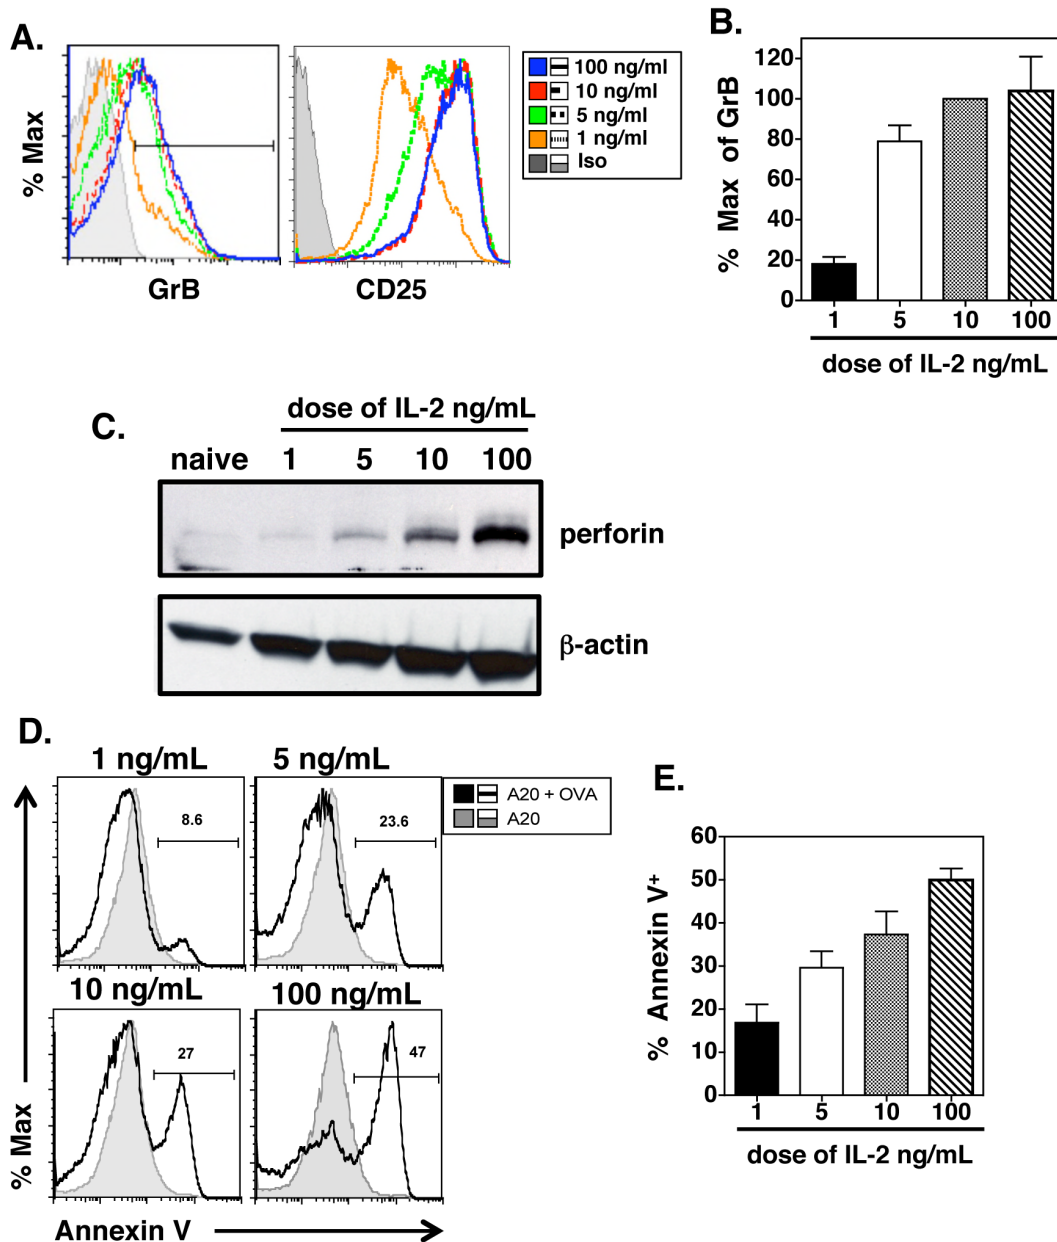 A.
% Max
GrB
CD25
100 ng/ml
10 ng/ml
5 ng/ml
1 ng/ml
Iso
B.
% Max of GrB
120
100
80
60
40
20
0
1 5 10 100
dose of IL-2 ng/mL
C.
dose of IL-2 ng/mL
naive 1 5 10 100
perforin
β-actin
D.
1 ng/mL
8.6
5 ng/mL
23.6
A20 + OVA
A20
10 ng/mL
27
100 ng/mL
47
% Max
Annexin V
E.
% Annexin V+
60
50
40
30
20
10
0
1 5 10 100
dose of IL-2 ng/mL